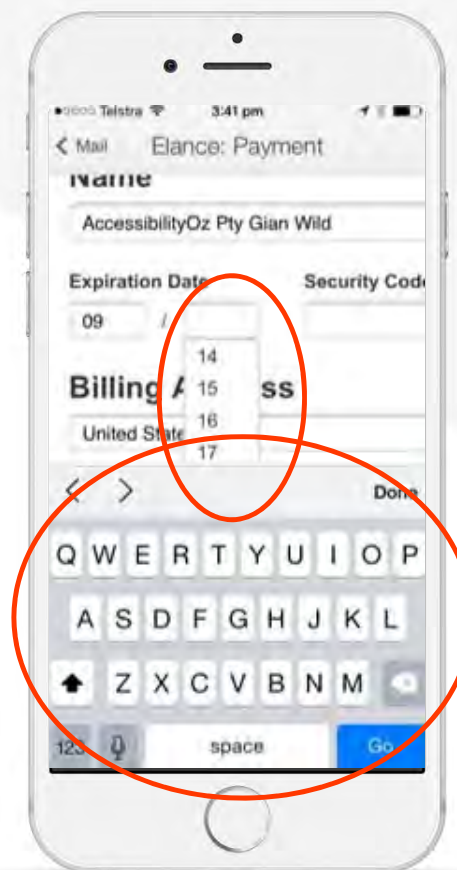 Telstra 3:41 pm
Mail Elance: Payment
Name
AccessibilityOz Pty Gian Wild
Expiration Date Security Code
09 /
14
Billing A ss
15
16
United State
17
Done
Q W E R T Y U I O P
A S D F G H J K L
Z X C V B N M
123 space Go